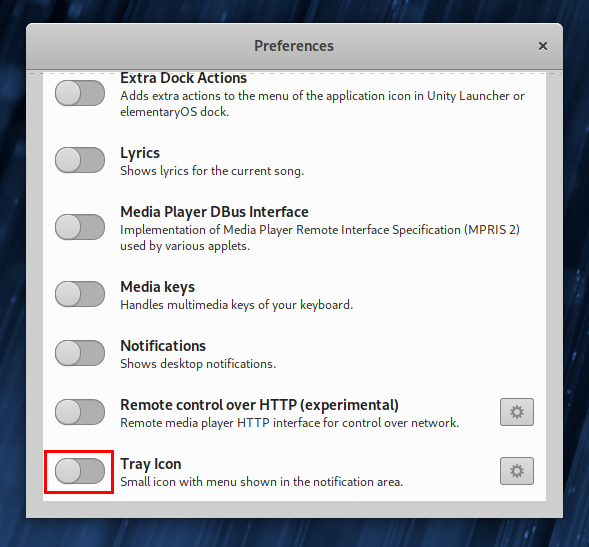 Preferences
Extra Dock Actions
Adds extra actions to the menu of the application icon in Unity Launcher or
elementaryOS dock.
Lyrics
Shows lyrics for the current song.
Media Player DBus Interface
Implementation of Media Player Remote Interface Specification (MPRIS 2)
used by various applets.
Media keys
Handles multimedia keys of your keyboard.
Notifications
Shows desktop notifications.
Remote control over HTTP (experimental)
Remote media player HTTP interface for control over network.
Tray Icon
Small icon with menu shown in the notification area.